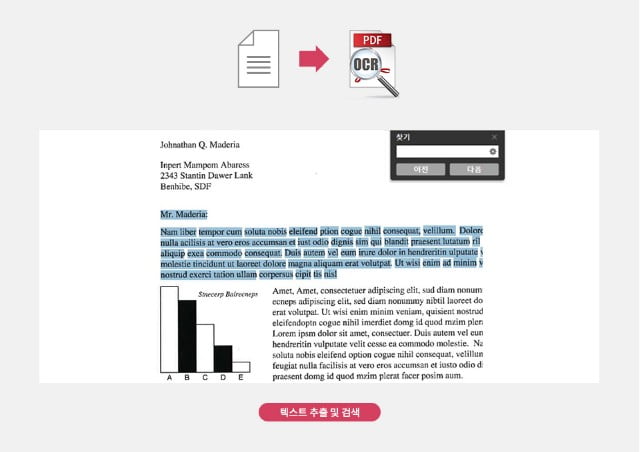 PDF
OCR
찾기
이전 다음
Johnathan Q. Maderia
Inpert Mampom Abaress
2343 Stantin Dawer Lank
Benhibe, SDF
Mr. Maderia:
Nam liber tempor cum soluta nobis eleifend ption cogue nihil consequat, velillum. Dolore
nulla acilisis at vero eros accumsan et iust odio dignis sim qui blandit praesent lutatum ril
aliquip exea commodo consequat. Duis autem vel eum irure dolor in hendreritin ulputate v
molestie tincidunt ut laoreet dolore magna aliquam erat volutpat. Ut wisi enim ad minim v
nostrud exerci tation ullam corpersus cipit tis nisl
Sinecerp Boirecneps
A B C D E
Amet, Amet, consectetuer adipiscing elit, sud diam nonum
ecneps adipiscing elit, sed diam nonummy nibtil laoreet do
erat volutpat. Ut wisi enim minim veniam, quisient nostrud
eleifendoptn cogue nihil imerdiet domg id quod mzim plen
Lorem ipsm dolor sit amet, consectuer. Duis autem vel eun
hendreritin vulputate velit cesse ea commodo molestie. Na
soluta nobis eleifend option cogue nihil consequat, velillun
feugiat nulla facilisis at vero eros accumsan et iusto odio di
praesent domg id quod mzim plerat facer posim aum.
텍스트 추출 및 검색